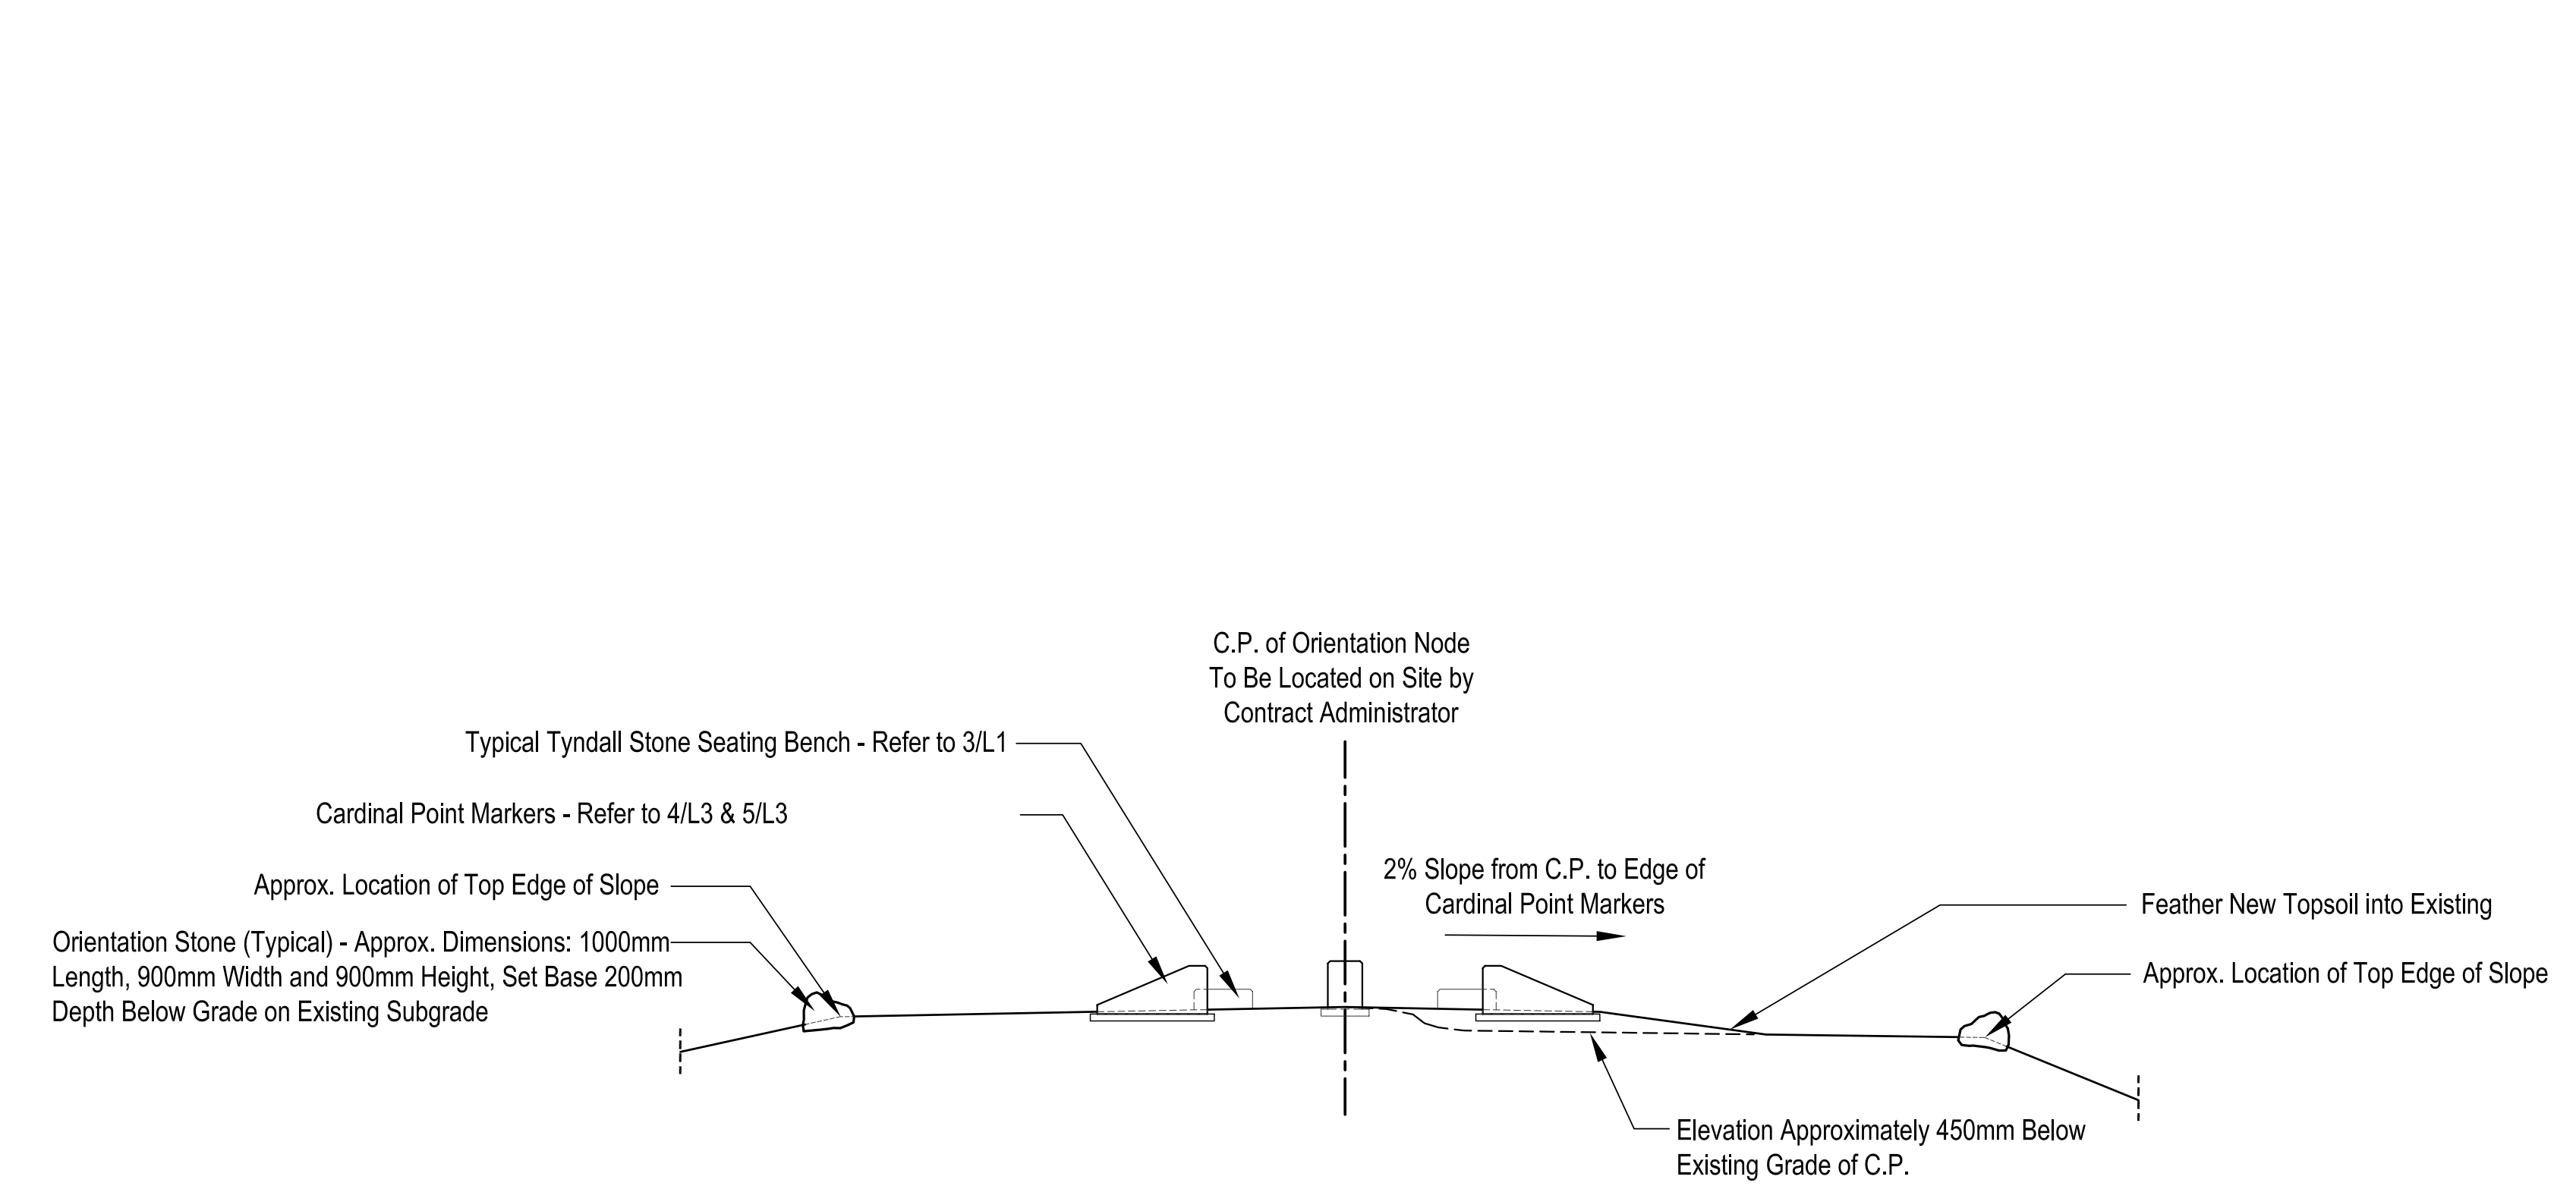 C.P. of Orientation Node
To Be Located on Site by
Contract Administrator
Typical Tyndall Stone Seating Bench - Refer to 3/L1
Cardinal Point Markers - Refer to 4/L3 & 5/L3
Approx. Location of Top Edge of Slope
Orientation Stone (Typical) - Approx. Dimensions: 1000mm
Length, 900mm Width and 900mm Height, Set Base 200mm
Depth Below Grade on Existing Subgrade
2% Slope from C.P. to Edge of
Cardinal Point Markers
Feather New Topsoil into Existing
Approx. Location of Top Edge of Slope
Elevation Approximately 450mm Below
Existing Grade of C.P.